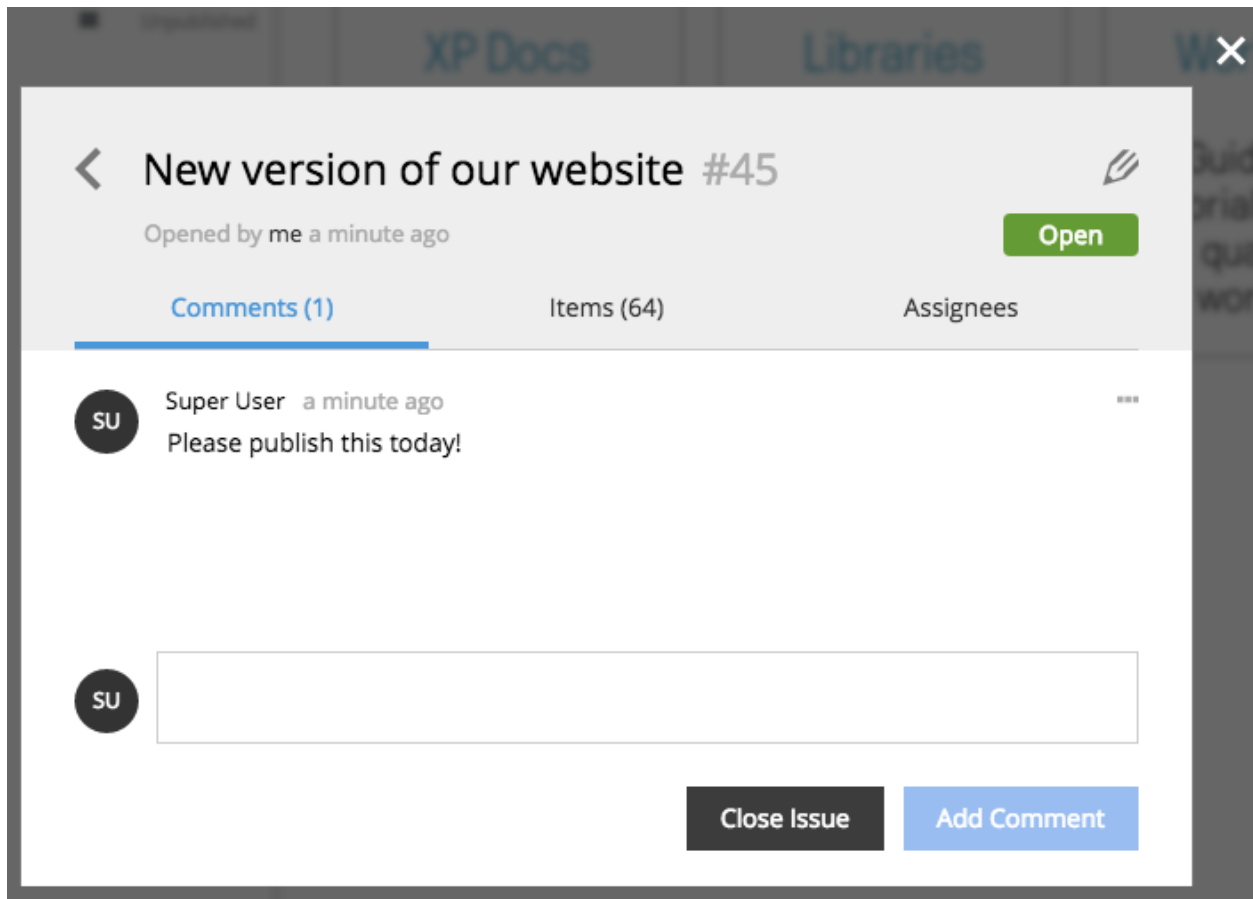 Unpublished
XP Docs
Libraries
New version of our website #45
Opened by me a minute ago
Open
Comments (1)
Items (64)
Assignees
SU
Super User a minute ago
Please publish this today!
SU
Close Issue
Add Comment